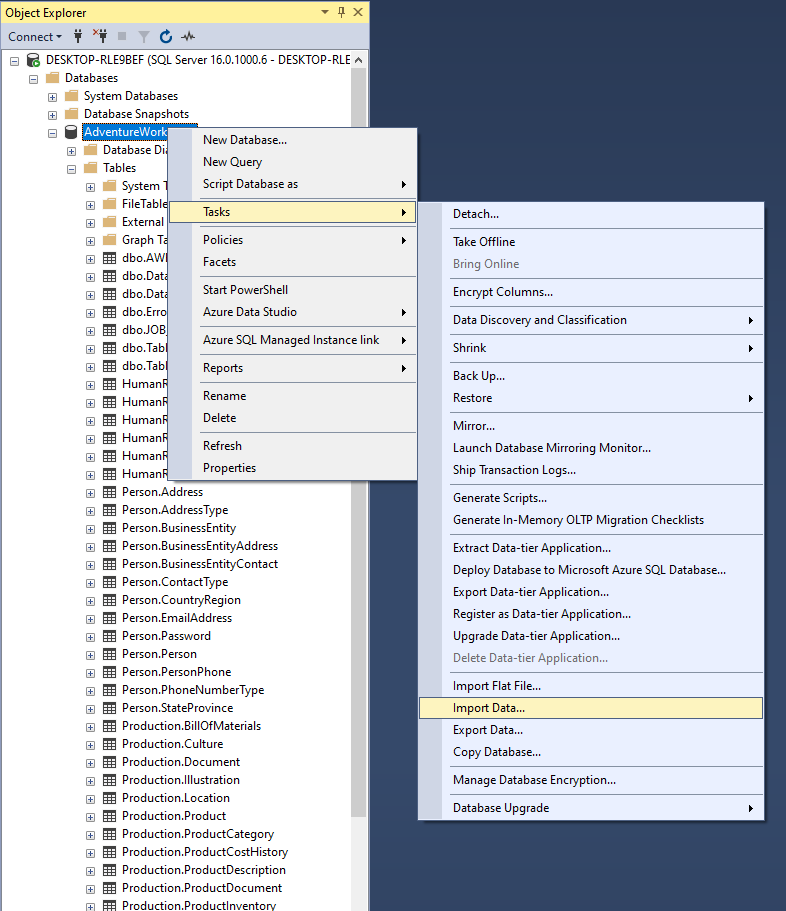 Object Explorer
Connect
DESKTOP-RLE9BEF (SQL Server 16.0.1000.6 - DESKTOP-RLE
Databases
System Databases
Database Snapshots
AdventureWork
Database Dia
Tables
System T
FileTable
External
Graph Ta
dbo.AW
dbo.Data
dbo.Data
dbo.Erro
dbo.JOB_
dbo.Tabl
dbo.Tabl
HumanR
HumanR
HumanR
HumanR
HumanR
HumanR
Person.Address
Person.AddressType
Person.BusinessEntity
Person.BusinessEntityAddress
Person.BusinessEntityContact
Person.ContactType
Person.CountryRegion
Person.EmailAddress
Person.Password
Person.Person
Person.PersonPhone
Person.PhoneNumberType
Person.StateProvince
Production.BillOfMaterials
Production.Culture
Production.Document
Production.Illustration
Production.Location
Production.Product
Production.ProductCategory
Production.ProductCostHistory
Production.ProductDescription
Production.ProductDocument
Production.ProductInventory
New Database...
New Query
Script Database as
Tasks
Policies
Facets
Start PowerShell
Azure Data Studio
Azure SQL Managed Instance link
Reports
Rename
Delete
Refresh
Properties
Detach...
Take Offline
Bring Online
Encrypt Columns...
Data Discovery and Classification
Shrink
Back Up...
Restore
Mirror...
Launch Database Mirroring Monitor...
Ship Transaction Logs...
Generate Scripts...
Generate In-Memory OLTP Migration Checklists
Extract Data-tier Application...
Deploy Database to Microsoft Azure SQL Database...
Export Data-tier Application...
Register as Data-tier Application...
Upgrade Data-tier Application...
Delete Data-tier Application...
Import Flat File...
Import Data...
Export Data...
Copy Database...
Manage Database Encryption...
Database Upgrade